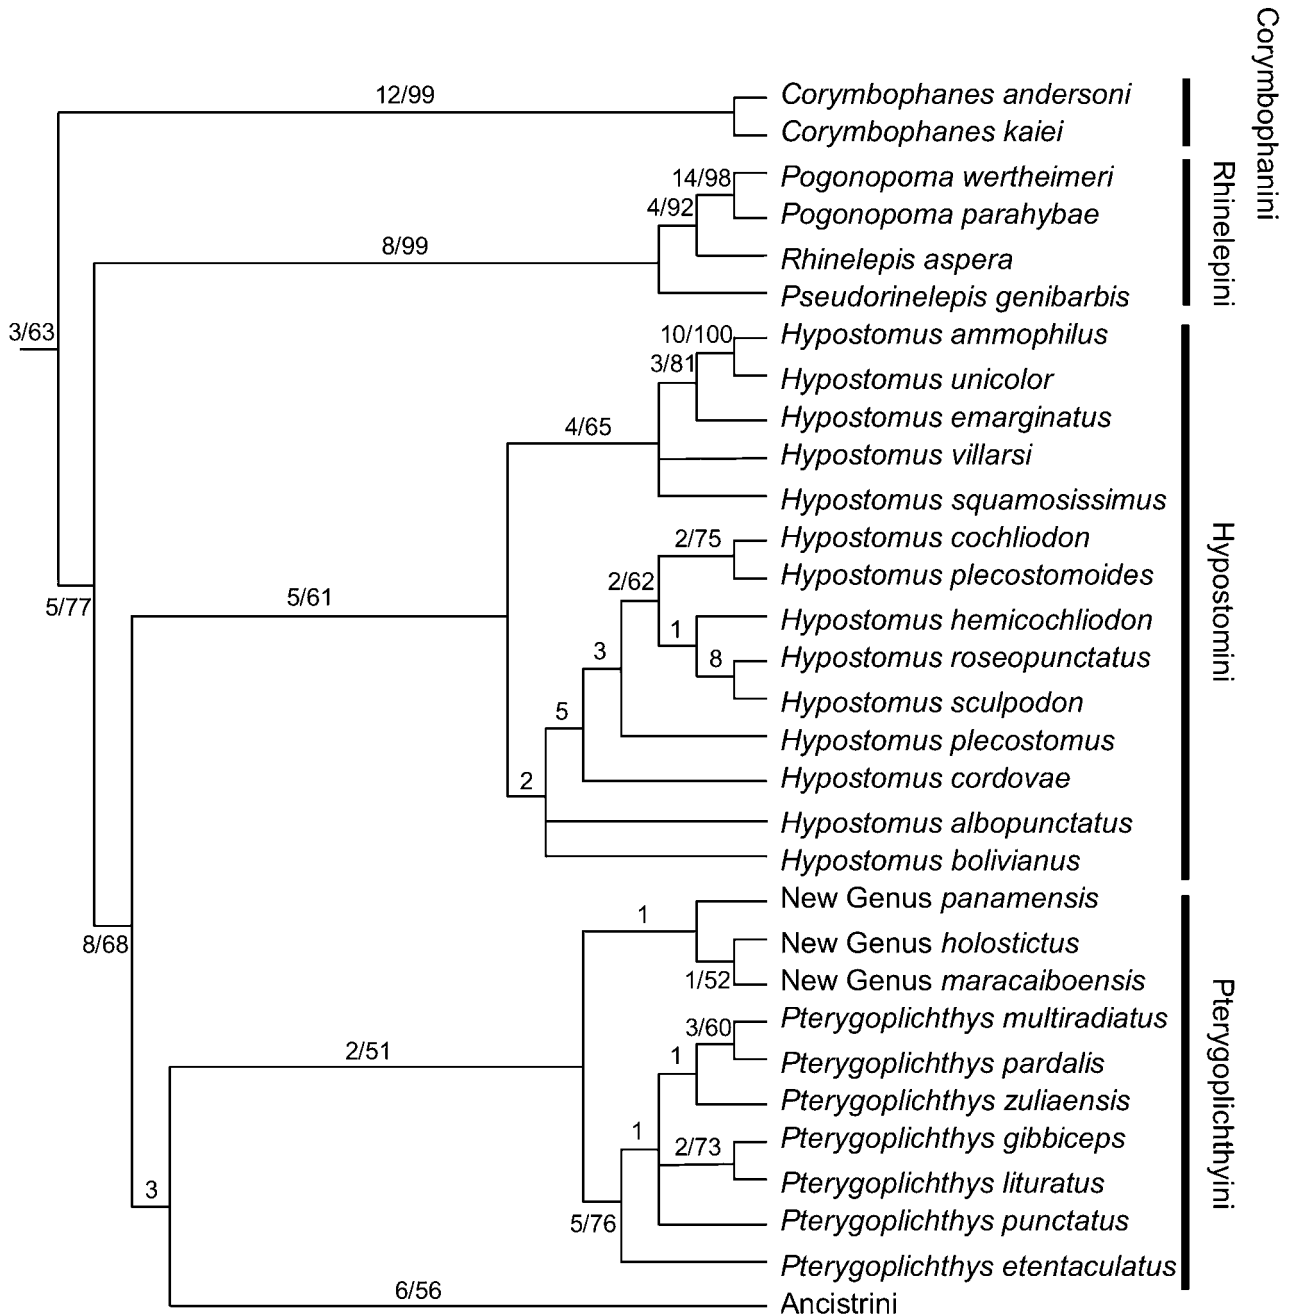 Corymbophanini
12/99
Corymbophanes andersoni
Corymbophanes kaiei
Rhinelepini
14/98
Pogonopoma wertheimeri
4/92
Pogonopoma parahybae
8/99
Rhinelepis aspera
Pseudorinelepis genibarbis
3/63
10/100
Hypostomus ammophilus
3/81
Hypostomus unicolor
Hypostomus emarginatus
4/65
Hypostomus villarsi
Hypostomus squamosissimus
Hypostomini
2/75
Hypostomus cochliodon
2/62
Hypostomus plecostomoides
5/77
5/61
Hypostomus hemicochliodon
1
3
8
Hypostomus roseopunctatus
Hypostomus sculpodon
5
Hypostomus plecostomus
2
Hypostomus cordovae
Hypostomus albopunctatus
Hypostomus bolivianus
New Genus panamensis
1
8/68
New Genus holostictus
1/52
New Genus maracaiboensis
Pterygoplichthyini
3/60
Pterygoplichthys multiradiatus
2/51
1
Pterygoplichthys pardalis
Pterygoplichthys zuliaensis
1
2/73
Pterygoplichthys gibbiceps
3
Pterygoplichthys lituratus
5/76
Pterygoplichthys punctatus
Pterygoplichthys etentaculatus
6/56
Ancistrini